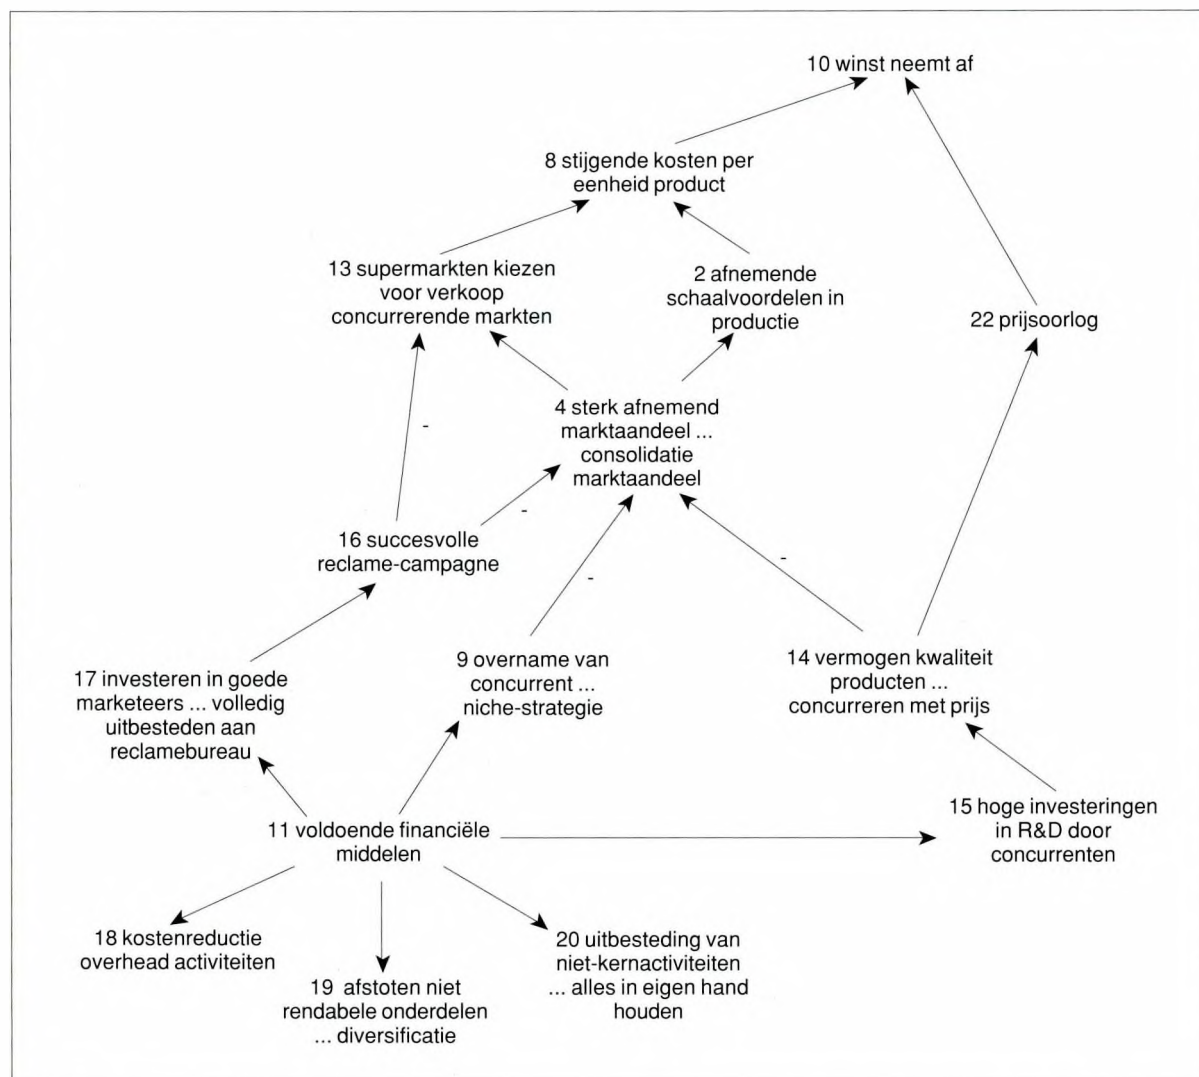 10 winst neemt af
8 stijgende kosten per
eenheid product
13 supermarkten kiezen
voor verkoop
concurrerende markten
2 afnemende
schaalvoordelen in
productie
22 prijsoorlog
4 sterk afnemend
marktaandeel ...
consolidatie
marktaandeel
-
-
16 succesvolle
reclame-campagne
-
-
17 investeren in goede
marketeers ... volledig
uitbesteden aan
reclamebureau
9 overname van
concurrent ...
niche-strategie
14 vermogen kwaliteit
producten ...
concurreren met prijs
11 voldoende financiële
middelen
15 hoge investeringen
in R&D door
concurrenten
18 kostenreductie
overhead activiteiten
19 afstoten niet
rendabele onderdelen
... diversificatie
20 uitbesteding van
niet-kernactiviteiten
... alles in eigen hand
houden